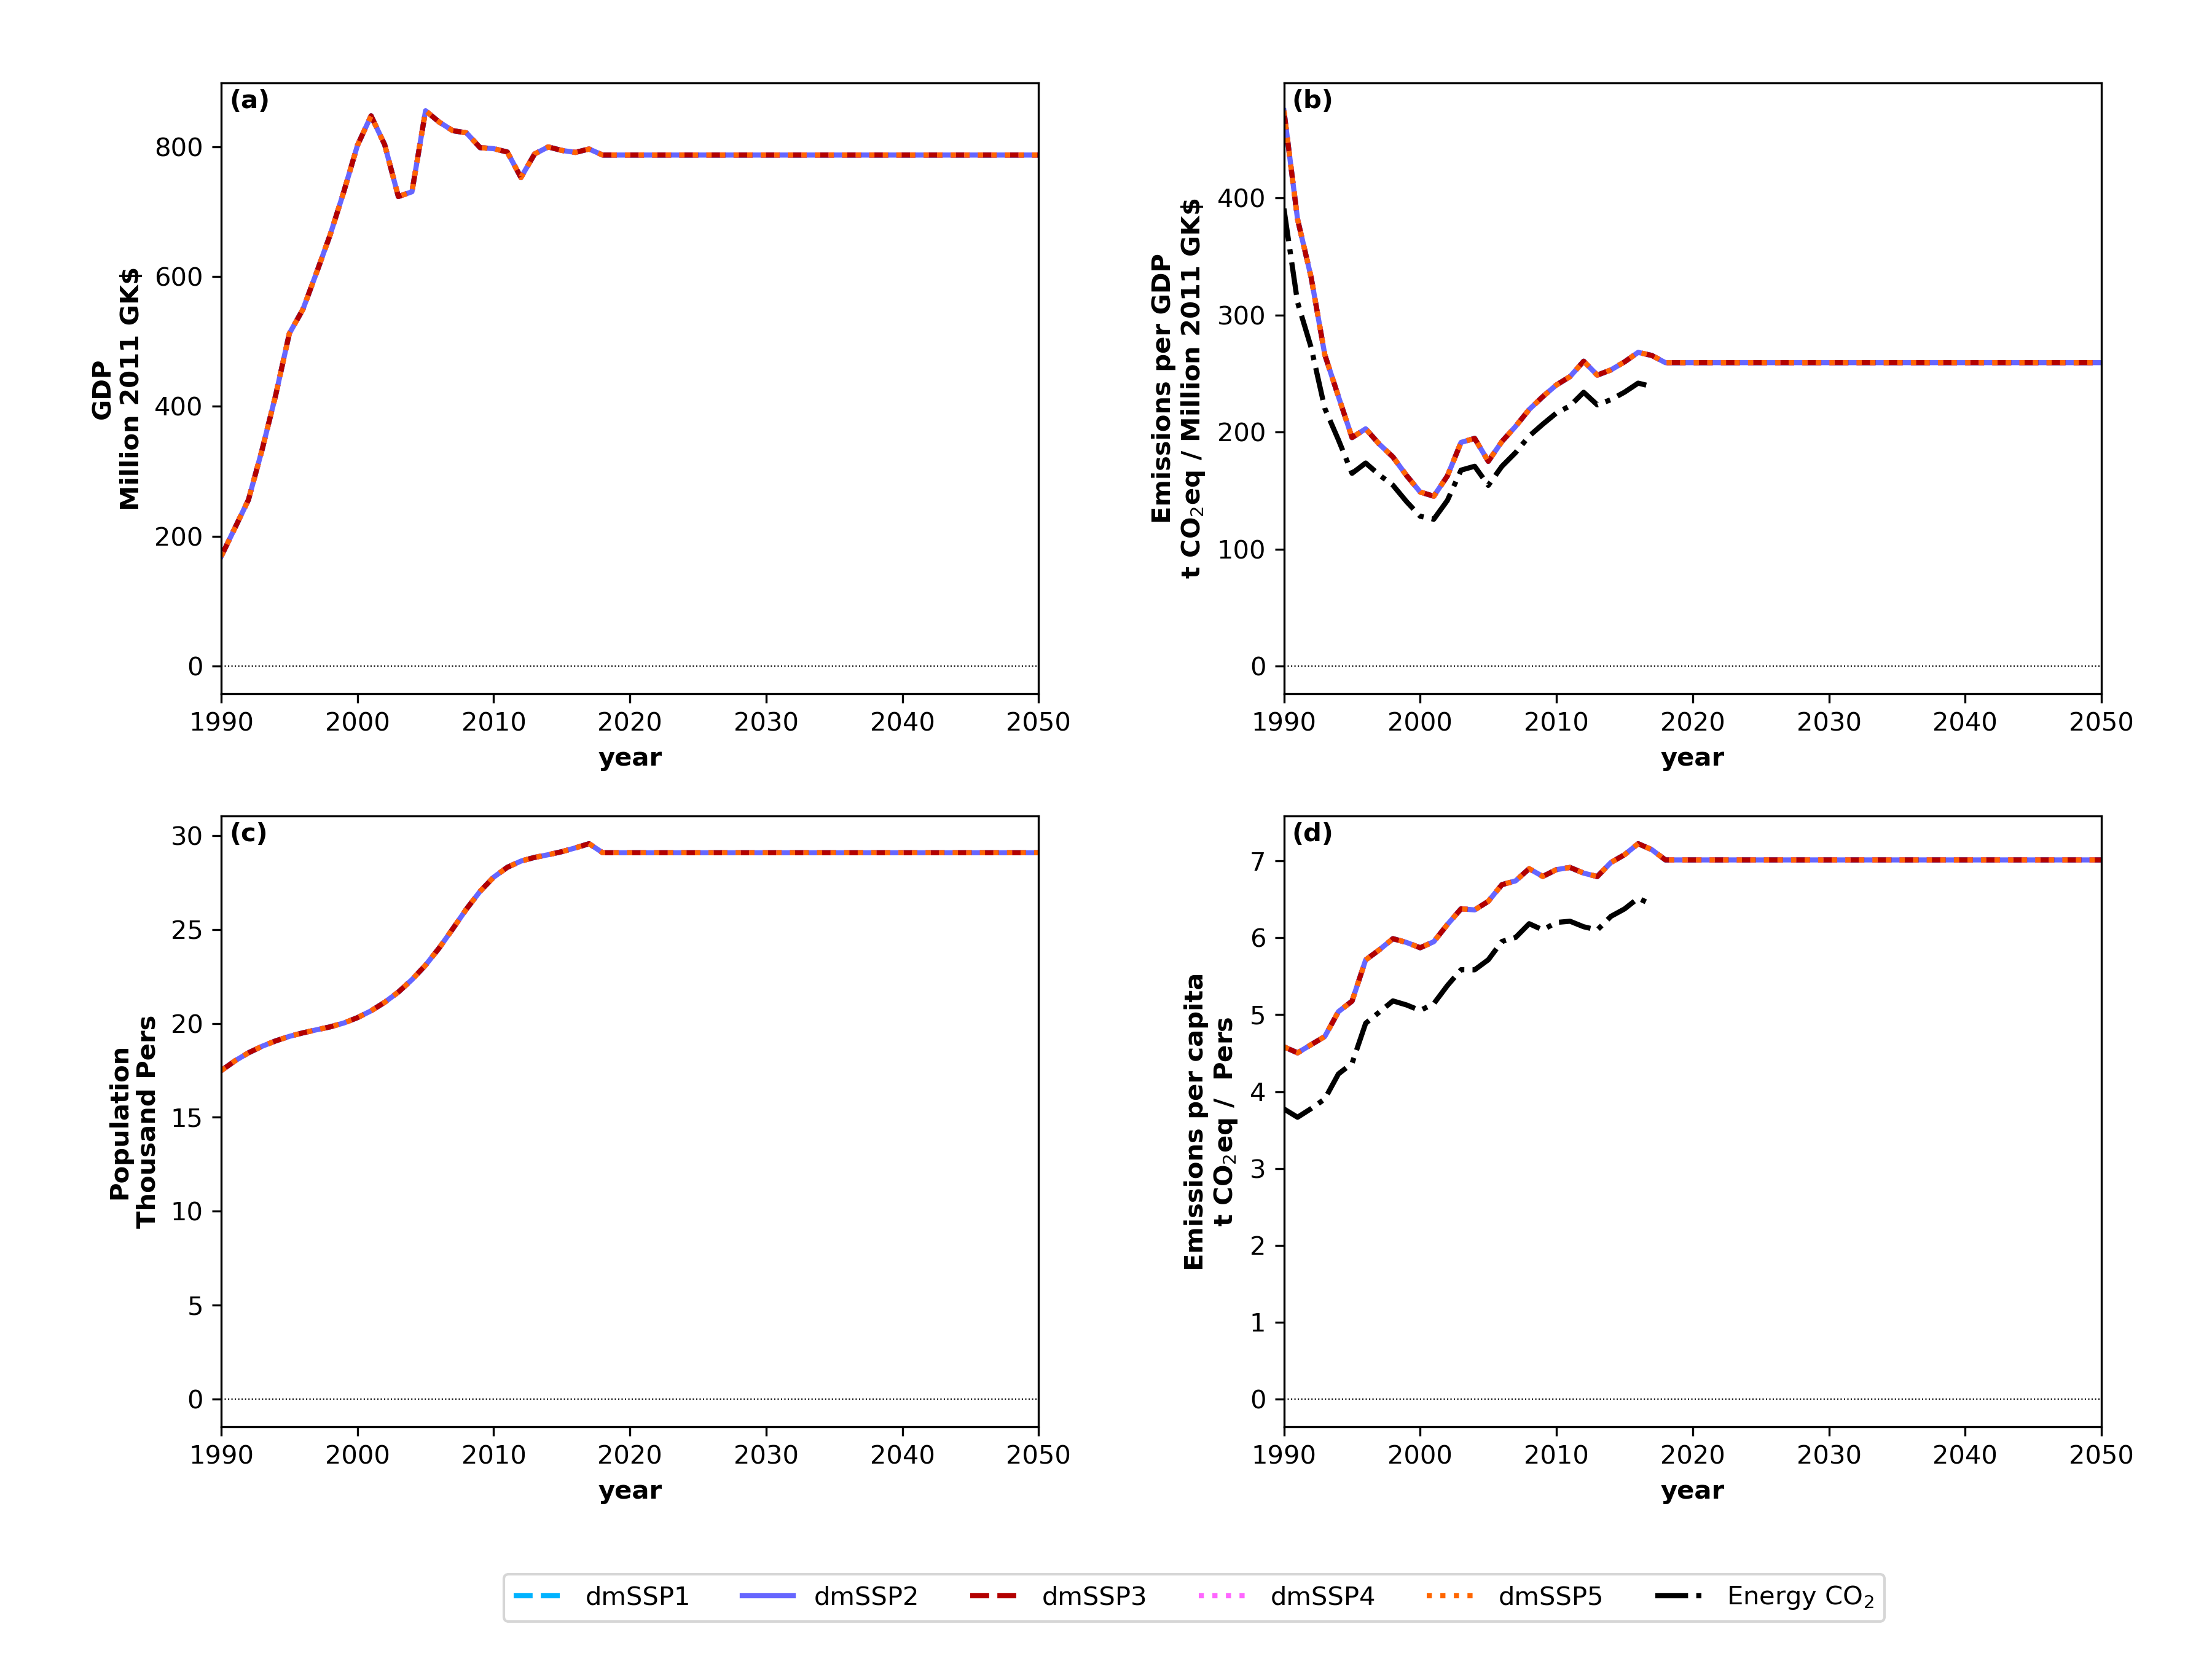 (a)
800
600
400
200
0
GDP
Million 2011 GK$
1990 2000 2010 2020 2030 2040 2050
year
(b)
400
300
200
100
0
Emissions per GDP
t CO₂eq / Million 2011 GK$
1990 2000 2010 2020 2030 2040 2050
year
(c)
30
25
20
15
10
5
0
Population
Thousand Pers
1990 2000 2010 2020 2030 2040 2050
year
(d)
7
6
5
4
3
2
1
0
Emissions per capita
t CO₂eq / Pers
1990 2000 2010 2020 2030 2040 2050
year
dmSSP1 dmSSP2 dmSSP3 dmSSP4 dmSSP5 Energy CO₂